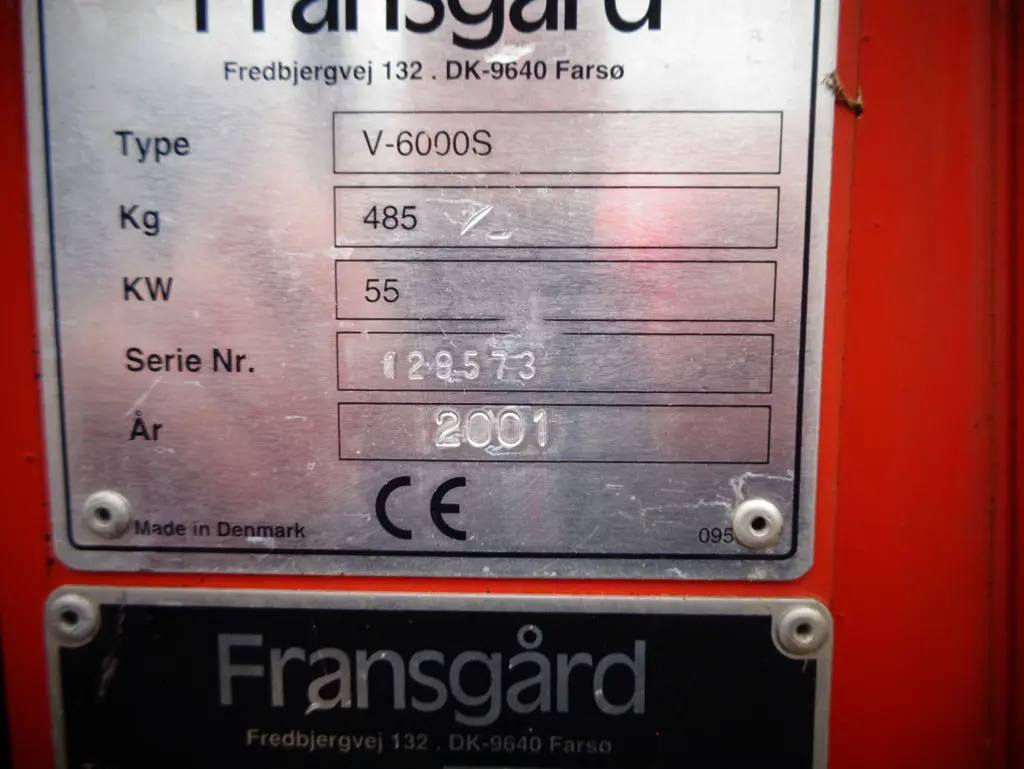 Fransgård
Fredbjergvej 132 . DK-9640 Farsø
Type V-6000S
Kg 485
KW 55
Serie Nr. 129573
År 2001
CE
Made in Denmark 095
Fransgård
Fredbjergvej 132 . DK-9640 Farsø